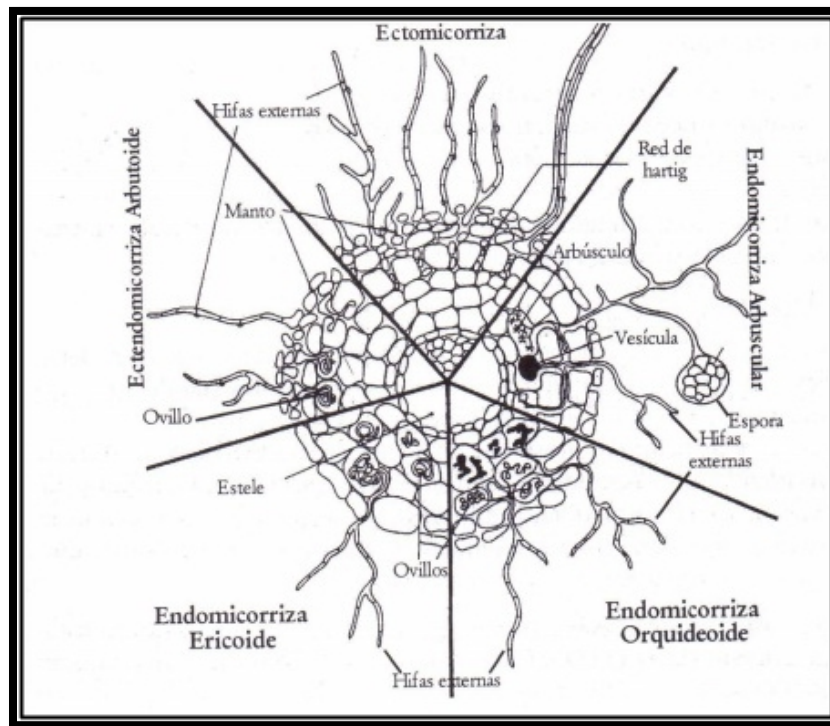 Ectomicorriza
Hifas externas
Red de
hartig
Manto
Ectendomicorriza Arbutoide
Arbúsculo
Endomicorriza Arbuscular
Vesícula
Ovillo
Espora
Hifas
externas
Estele
Ovillos
Endomicorriza
Ericoide
Endomicorriza
Orquideoide
Hifas externas